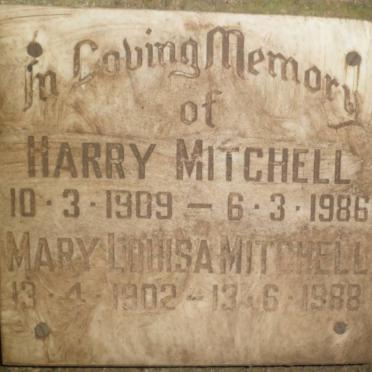 In Loving Memory
of
HARRY MITCHELL
10·3·1909 – 6·3·1986
MARY LOUISA MITCHELL
13·4·1902 – 13·6·1988